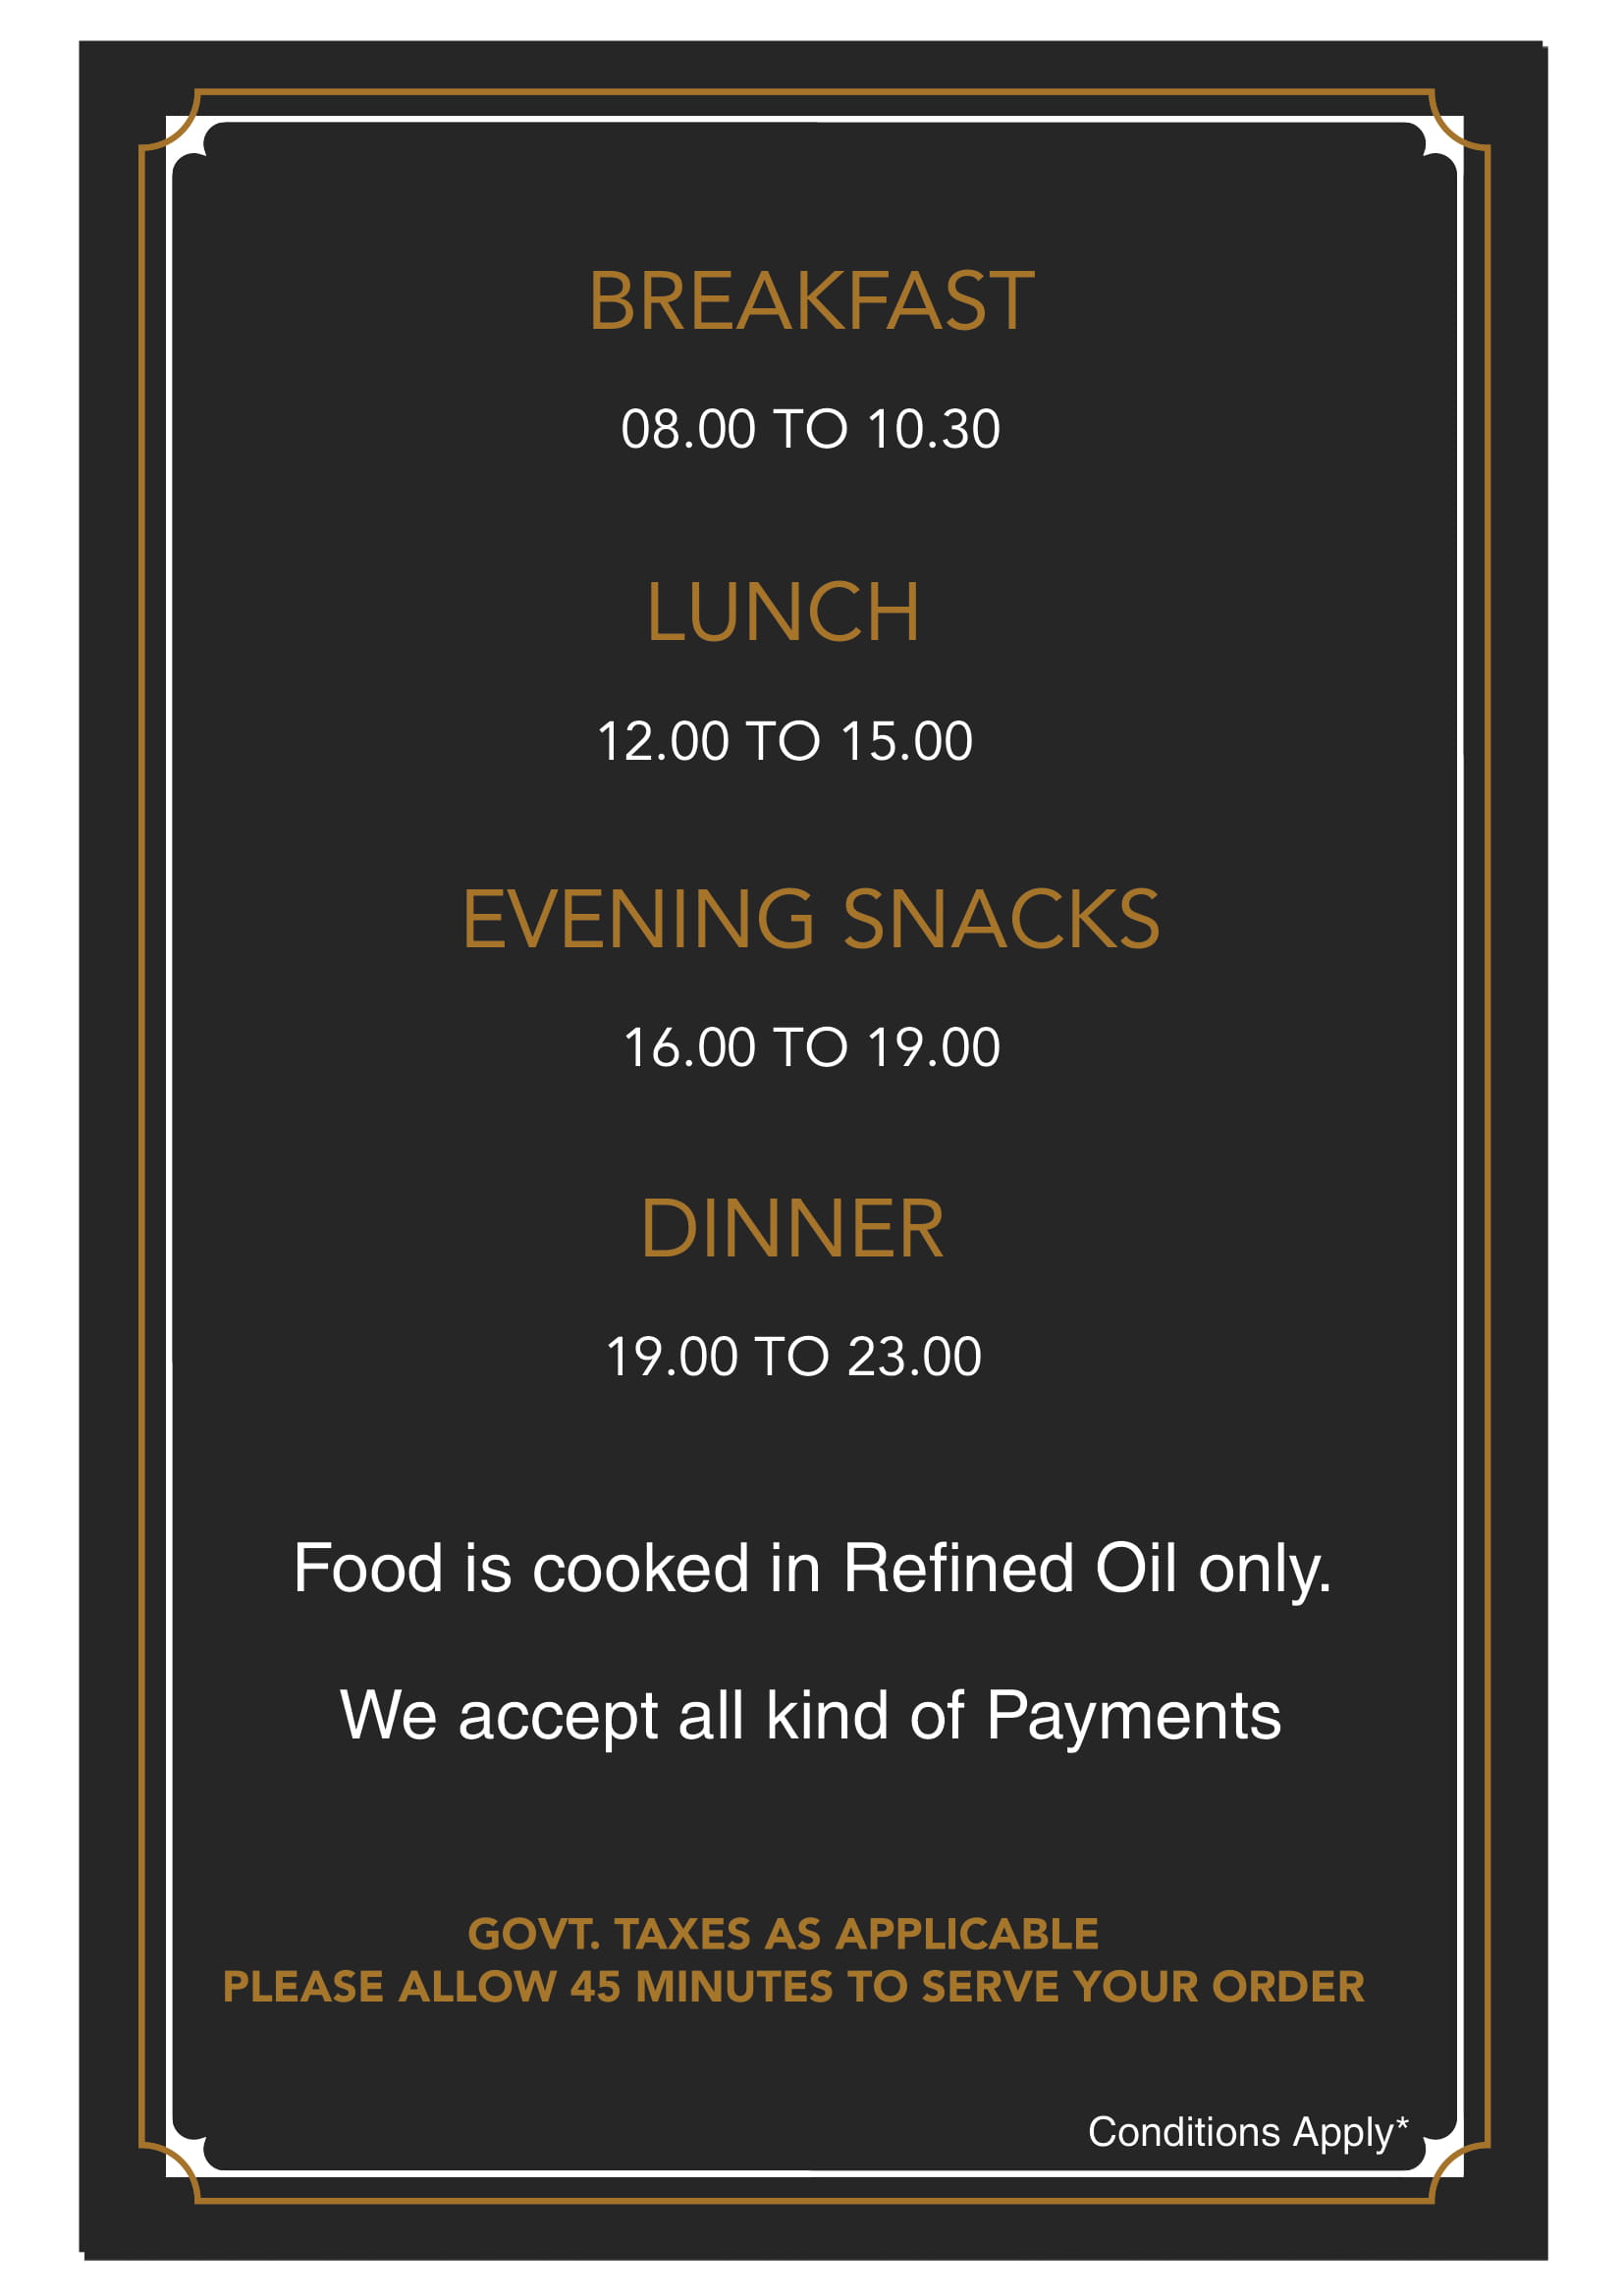 BREAKFAST
08.00 TO 10.30
LUNCH
12.00 TO 15.00
EVENING SNACKS
16.00 TO 19.00
DINNER
19.00 TO 23.00
Food is cooked in Refined Oil only.
We accept all kind of Payments
GOVT. TAXES AS APPLICABLE
PLEASE ALLOW 45 MINUTES TO SERVE YOUR ORDER
Conditions Apply*